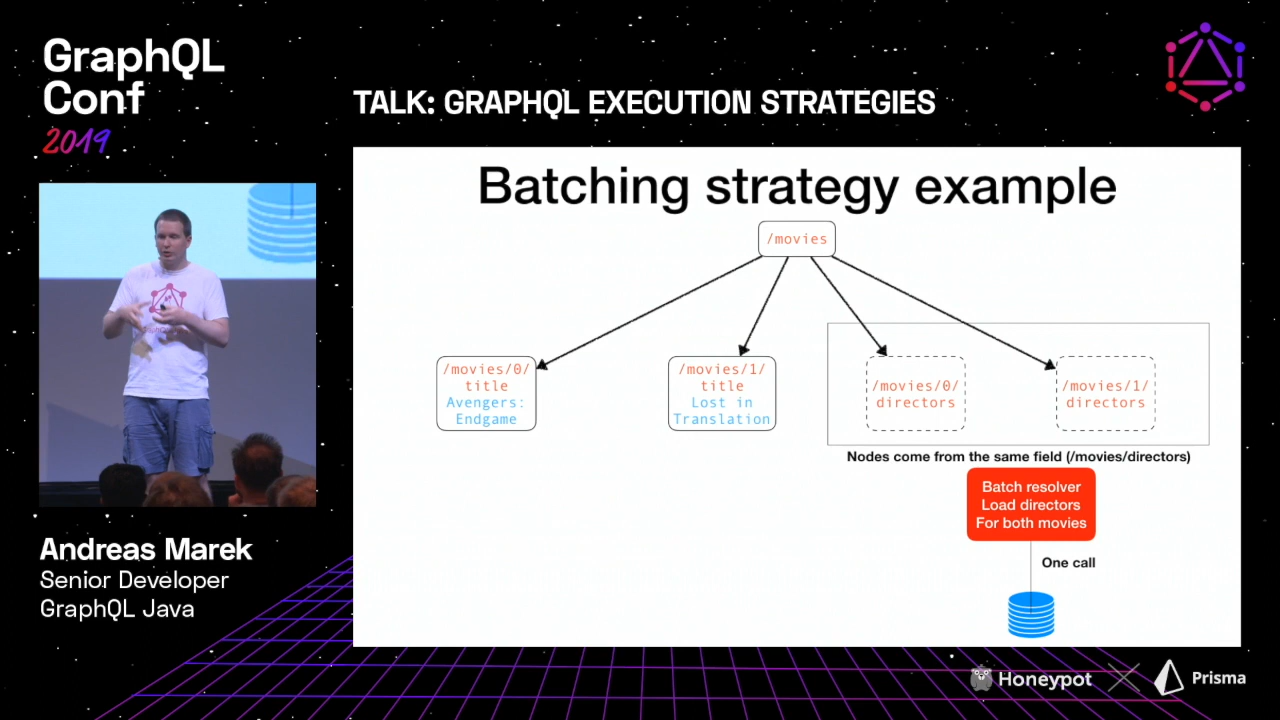 GraphQL
Conf
2019
TALK: GRAPHQL EXECUTION STRATEGIES
Batching strategy example
/movies
/movies/0/
title
Avengers:
Endgame
/movies/1/
title
Lost in
Translation
/movies/0/
directors
/movies/1/
directors
Nodes come from the same field (/movies/directors)
Batch resolver
Load directors
For both movies
One call
Andreas Marek
Senior Developer
GraphQL Java
Honeypot
Prisma